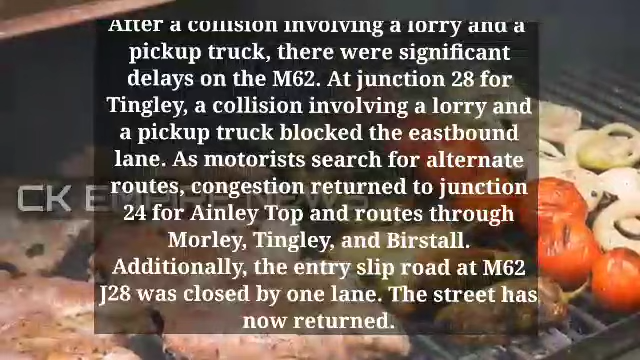 After a collision involving a lorry and a
pickup truck, there were significant
delays on the M62. At junction 28 for
Tingley, a collision involving a lorry and
a pickup truck blocked the eastbound
lane. As motorists search for alternate
routes, congestion returned to junction
24 for Ainley Top and routes through
Morley, Tingley, and Birstall.
Additionally, the entry slip road at M62
J28 was closed by one lane. The street has
now returned.
CK NEWS